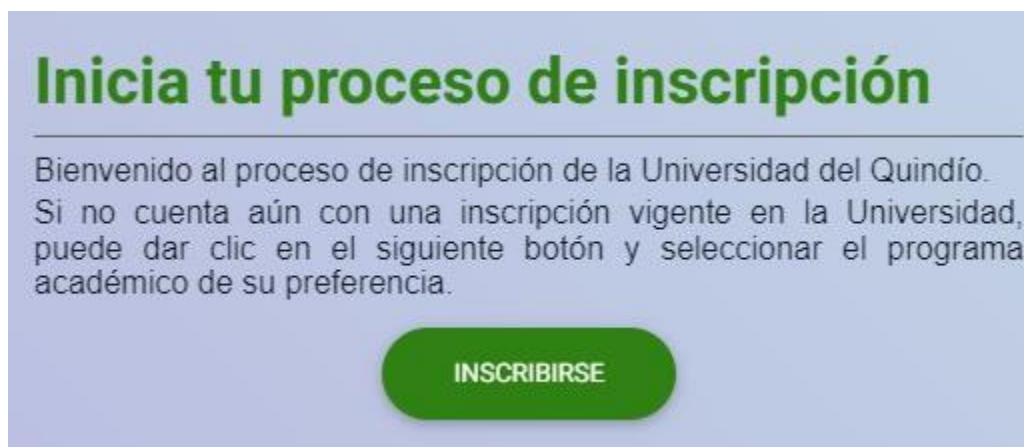 Inicia tu proceso de inscripción
Bienvenido al proceso de inscripción de la Universidad del Quindío.
Si no cuenta aún con una inscripción vigente en la Universidad,
puede dar clic en el siguiente botón y seleccionar el programa
académico de su preferencia.
INSCRIBIRSE